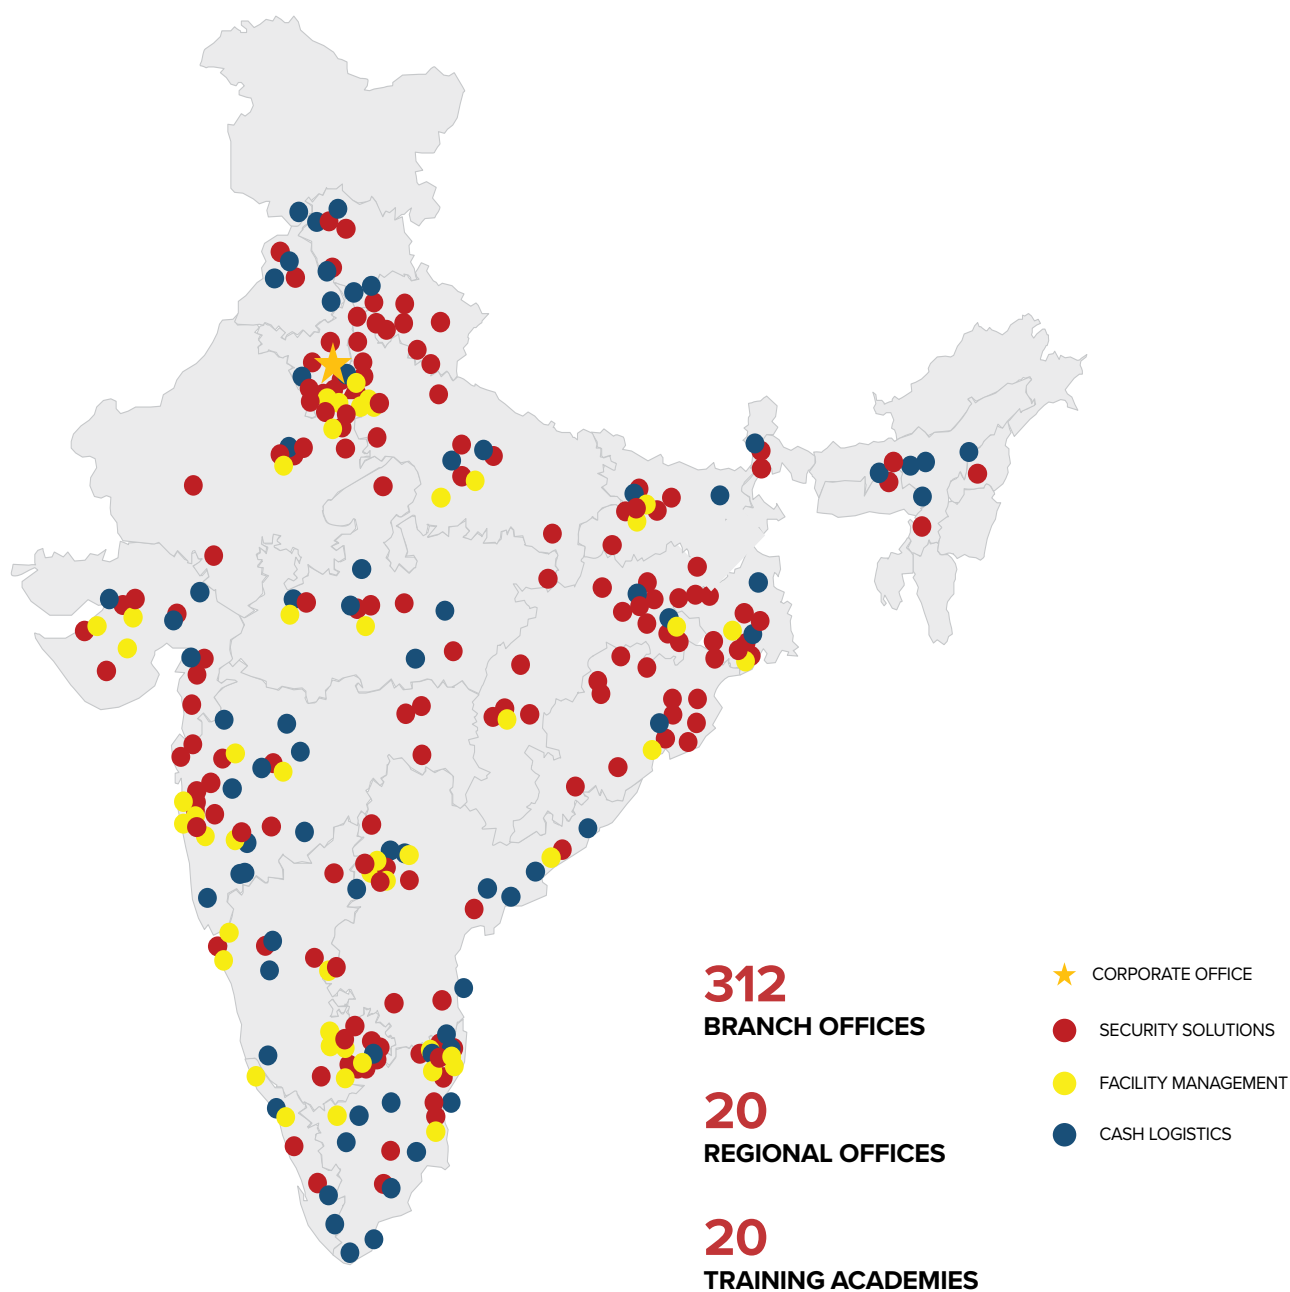 312
BRANCH OFFICES
20
REGIONAL OFFICES
20
TRAINING ACADEMIES
CORPORATE OFFICE
SECURITY SOLUTIONS
FACILITY MANAGEMENT
CASH LOGISTICS